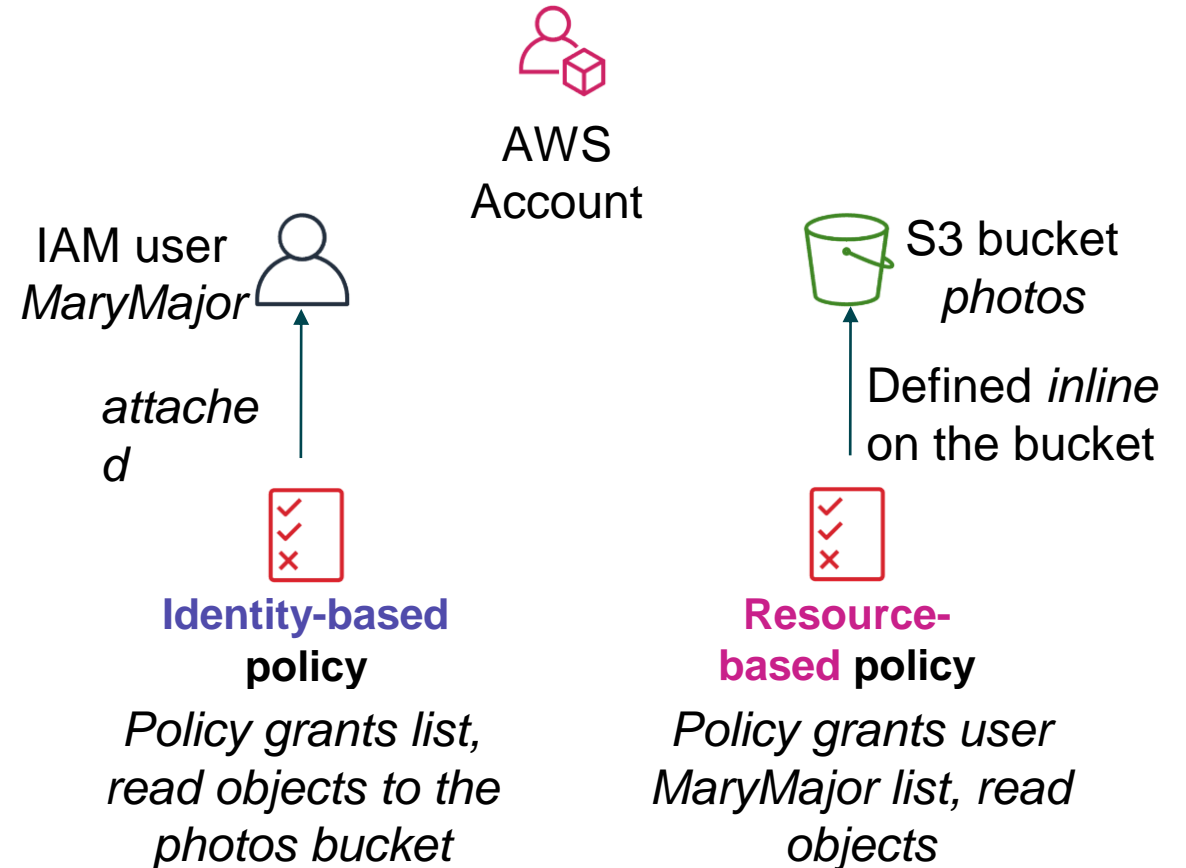 AWS
Account
IAM user
MaryMajor
S3 bucket
photos
attache
d
Defined inline
on the bucket
Identity-based
policy
Policy grants list,
read objects to the
photos bucket
Resource-
based policy
Policy grants user
MaryMajor list, read
objects